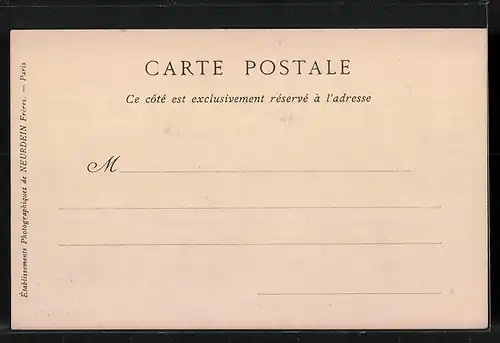 CARTE POSTALE
Ce côté est exclusivement réservé à l'adresse
M
Établissements Photographiques de NEURDEIN Frères. — Paris